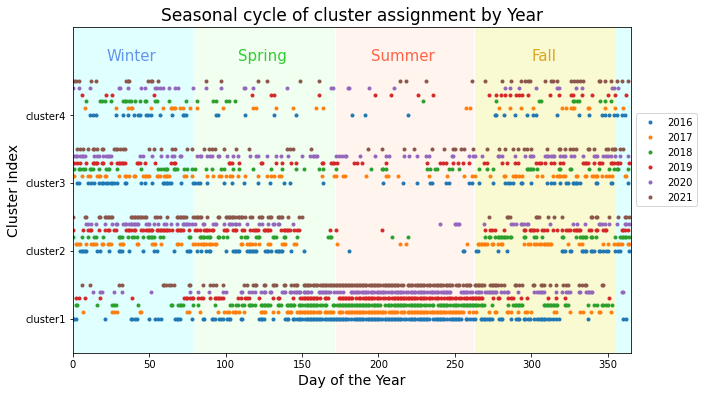 Seasonal cycle of cluster assignment by Year
Winter
Spring
Summer
Fall
cluster4
cluster3
cluster2
cluster1
Cluster Index
0
50
100
150
200
250
300
350
Day of the Year
2016
2017
2018
2019
2020
2021